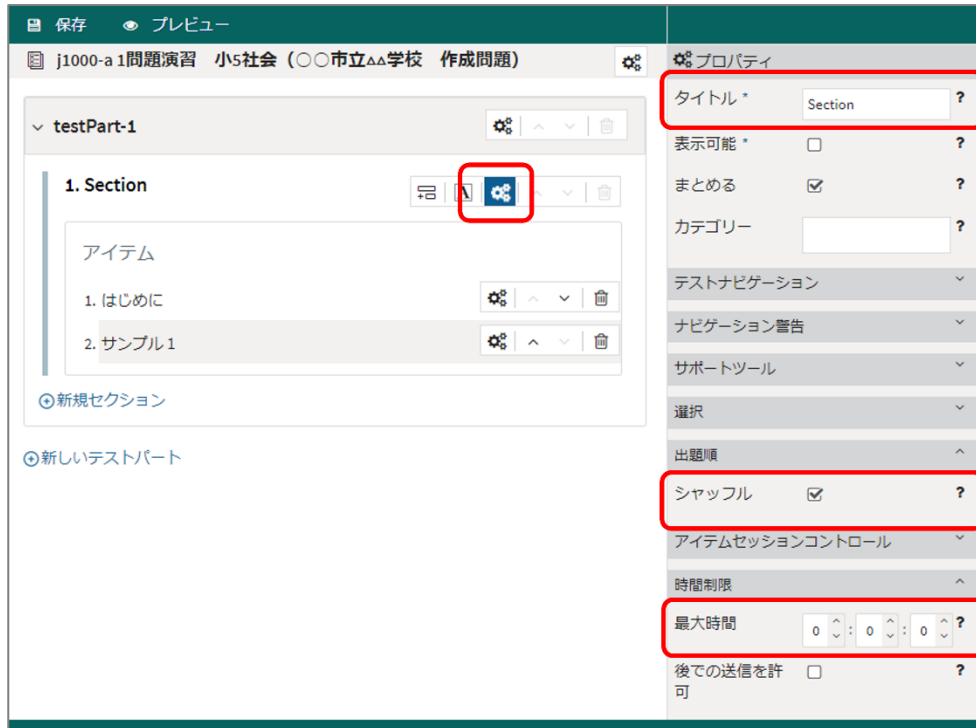 保存 プレビュー
j1000-a 1問題演習 小5社会（○○市立△△学校 作成問題）
testPart-1
1. Section
A
アイテム
1. はじめに
2. サンプル 1
新規セクション
新しいテストパート
プロパティ
タイトル * Section ?
表示可能 * ?
まとめる ?
カテゴリー ?
テストナビゲーション
ナビゲーション警告
サポートツール
選択
出題順
シャッフル ?
アイテムセッションコントロール
時間制限
最大時間 0 : 0 : 0 ?
後での送信を許 ?
可